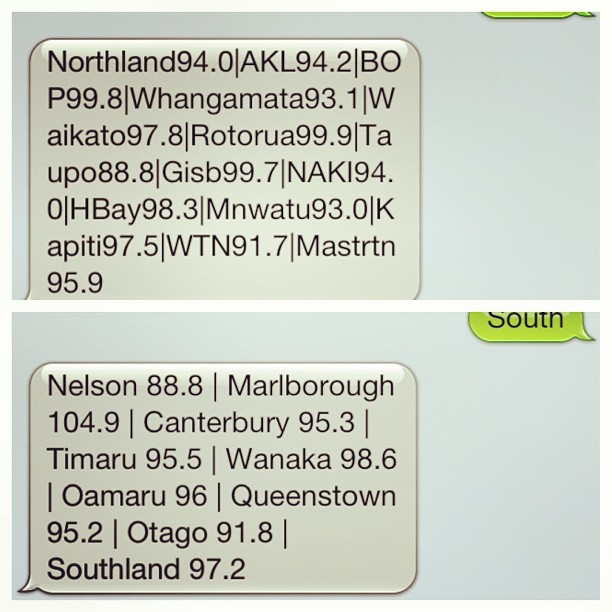 Northland94.0|AKL94.2|BO
P99.8|Whangamata93.1|W
aikato97.8|Rotorua99.9|Ta
upo88.8|Gisb99.7|NAKI94.
0|HBay98.3|Mnwatu93.0|K
apiti97.5|WTN91.7|Mastrtn
95.9
South
Nelson 88.8 | Marlborough
104.9 | Canterbury 95.3 |
Timaru 95.5 | Wanaka 98.6
| Oamaru 96 | Queenstown
95.2 | Otago 91.8 |
Southland 97.2